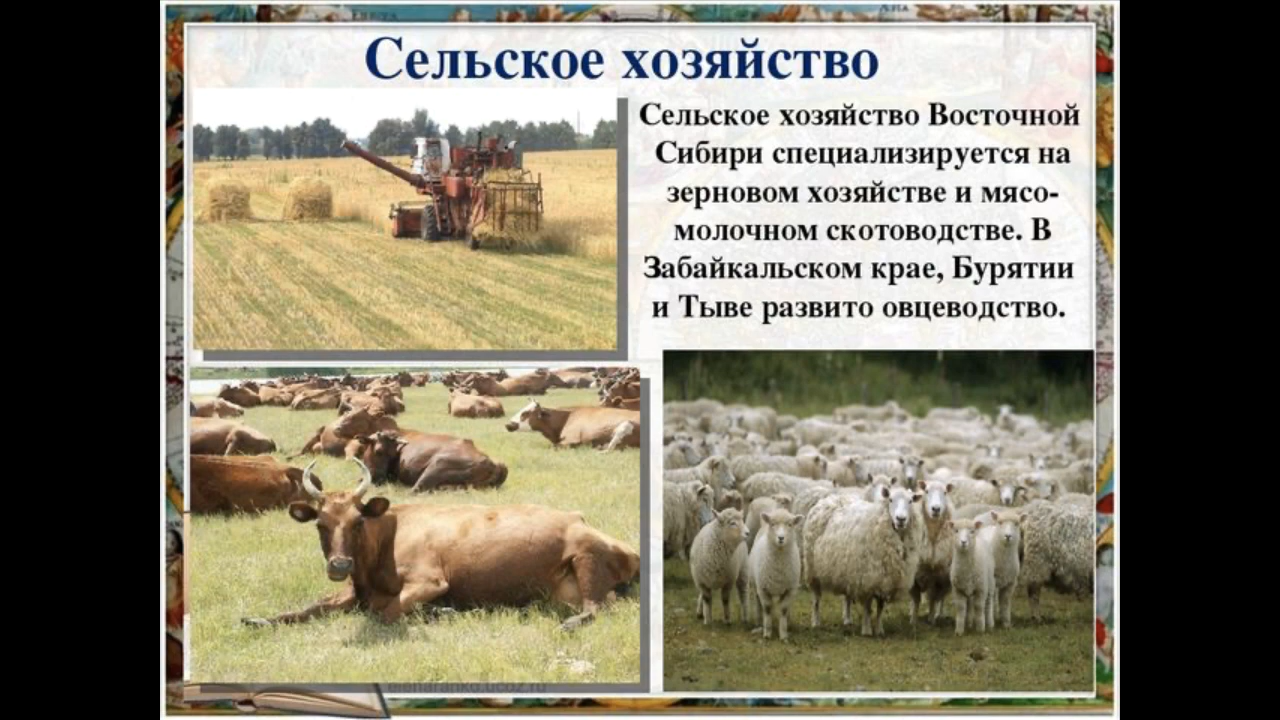 Сельское хозяйство
Сельское хозяйство Восточной
Сибири специализируется на
зерновом хозяйстве и мясо-
молочном скотоводстве. В
Забайкальском крае, Бурятии
и Тыве развито овцеводство.